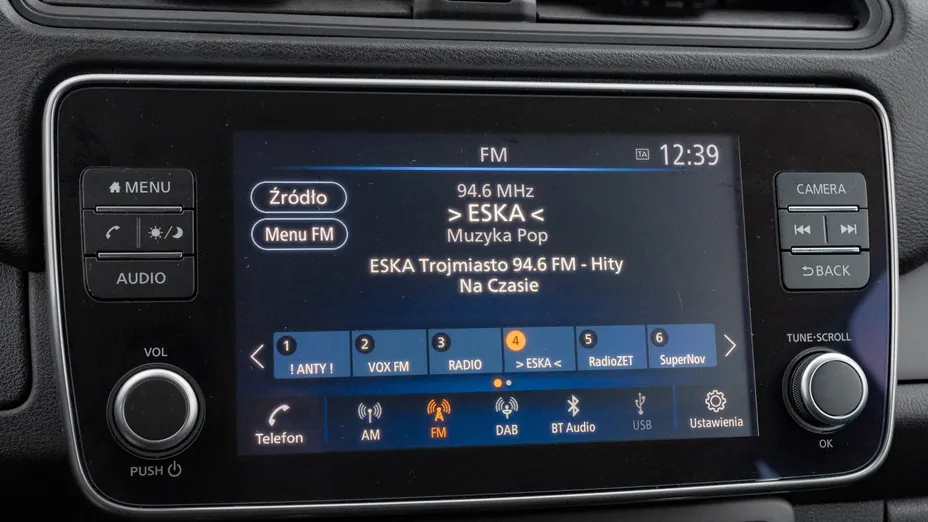 FM
TA
12:39
MENU
AUDIO
VOL
PUSH
Źródło
Menu FM
94.6 MHz
> ESKA <
Muzyka Pop
ESKA Trojmiasto 94.6 FM - Hity
Na Czasie
1
! ANTY !
2
VOX FM
3
RADIO
4
> ESKA <
5
RadioZET
6
SuperNov
Telefon
AM
FM
DAB
BT Audio
USB
Ustawienia
CAMERA
BACK
TUNE·SCROLL
OK